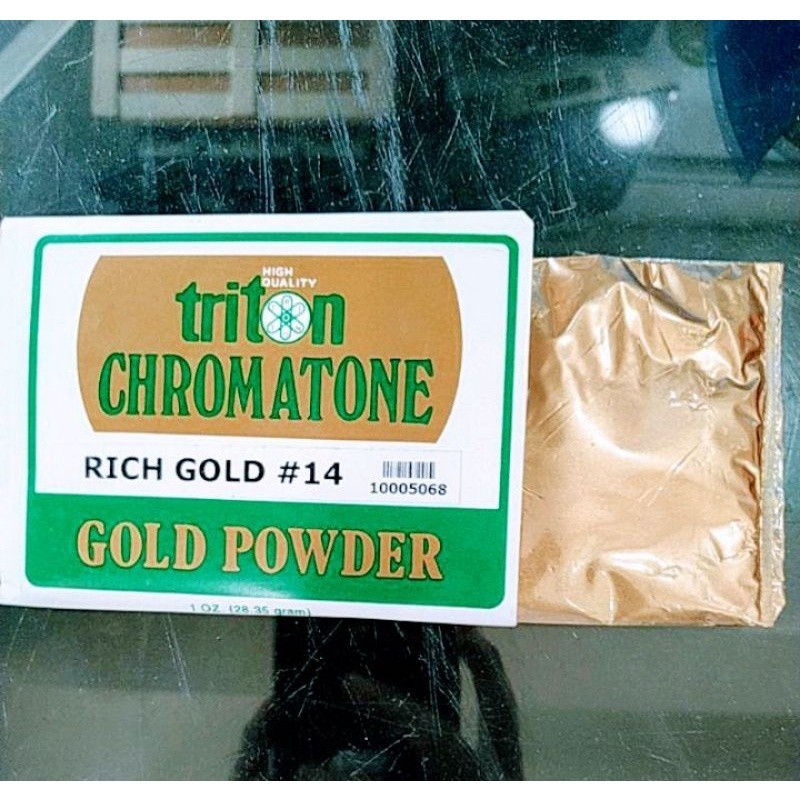 HIGH
QUALITY
triton
CHROMATONE
RICH GOLD #14
10005068
GOLD POWDER
1 OZ. (28.35 gram)